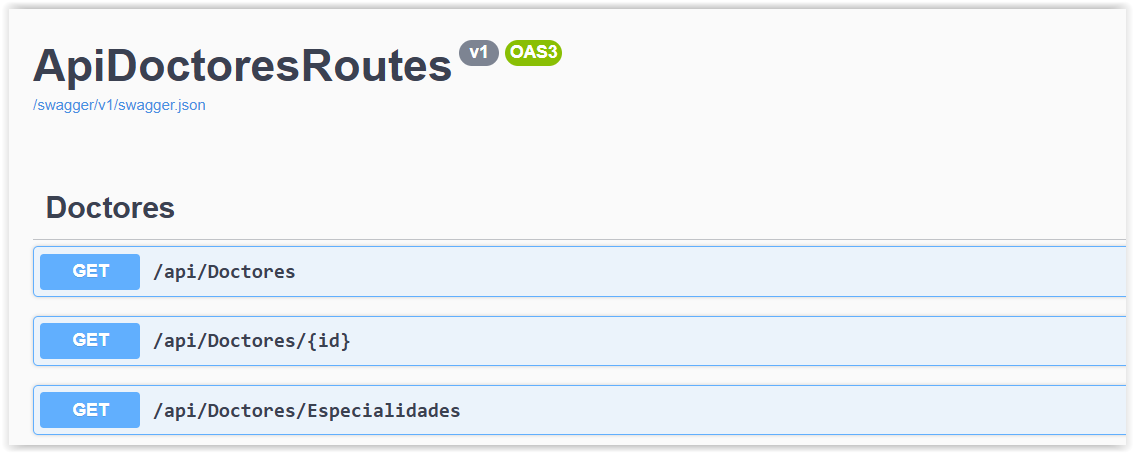 ApiDoctoresRoutes v1 OAS3
/swagger/v1/swagger.json
Doctores
GET /api/Doctores
GET /api/Doctores/{id}
GET /api/Doctores/Especialidades